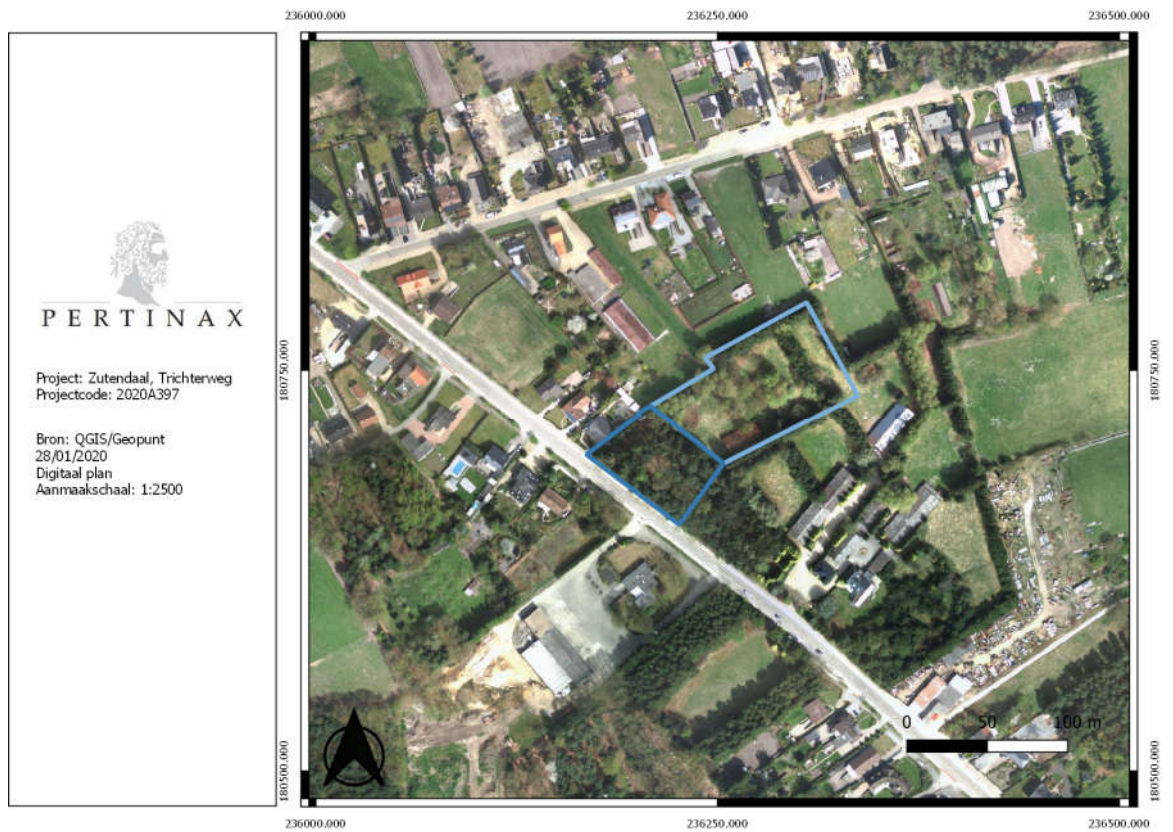 236000.000 236250.000 236500.000
PERTINAX
Project: Zutendaal, Trichterweg
Projectcode: 2020A397
Bron: QGIS/Geopunt
28/01/2020
Digitaal plan
Aanmaakschaal: 1:2500
180750.000 180750.000
0 50 100 m
180500.000 180500.000
236000.000 236250.000 236500.000